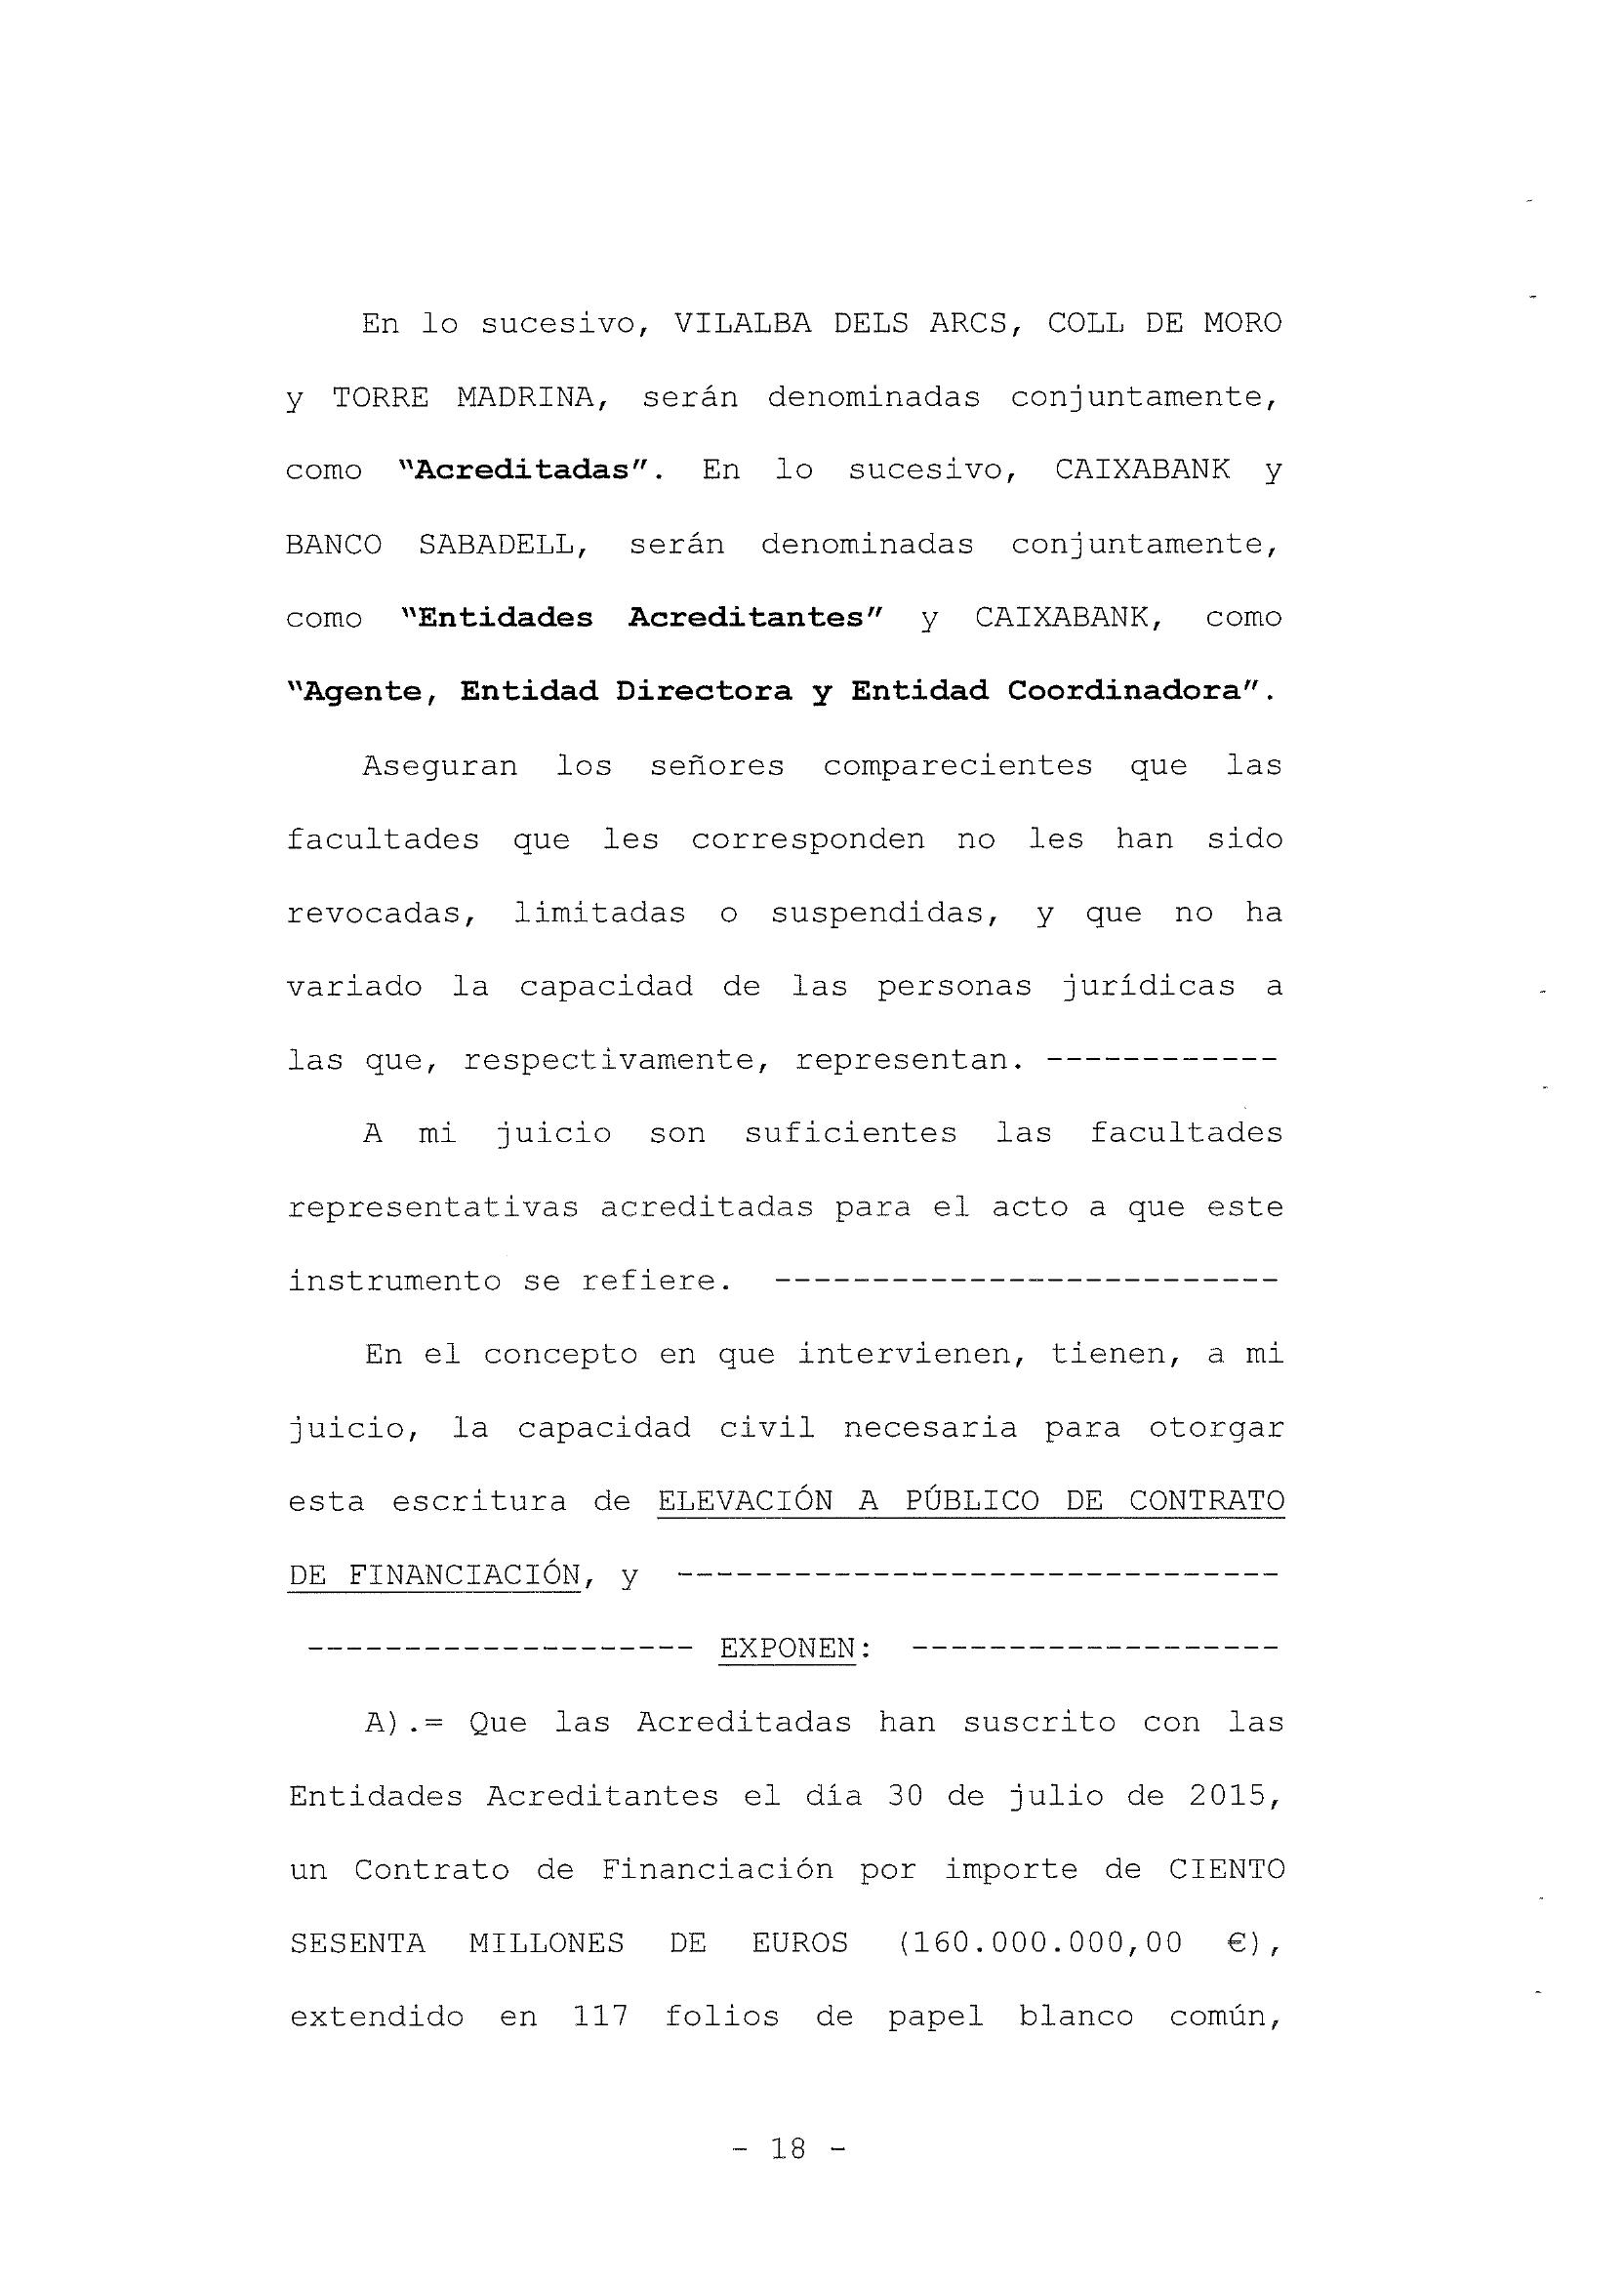 En lo sucesivo, VILALBA DELS ARCS, COLL DE MORO
y TORRE MADRINA, serán denominadas conjuntamente,
como "Acreditadas". En lo sucesivo, CAIXABANK y
BANCO SABADELL, serán denominadas conjuntamente,
como "Entidades Acreditantes" y CAIXABANK, como
"Agente, Entidad Directora y Entidad Coordinadora".
Aseguran los señores comparecientes que las
facultades que les corresponden no les han sido
revocadas, limitadas o suspendidas, y que no ha
variado la capacidad de las personas jurídicas a
las que, respectivamente, representan. ------------
A mi juicio son suficientes las facultades
representativas acreditadas para el acto a que este
instrumento se refiere. --------------------------
En el concepto en que intervienen, tienen, a mi
juicio, la capacidad civil necesaria para otorgar
esta escritura de ELEVACIÓN A PÚBLICO DE CONTRATO
DE FINANCIACIÓN, y -------------------------------
-------------------- EXPONEN: -------------------
A).= Que las Acreditadas han suscrito con las
Entidades Acreditantes el día 30 de julio de 2015,
un Contrato de Financiación por importe de CIENTO
SESENTA MILLONES DE EUROS (160.000.000,00 €),
extendido en 117 folios de papel blanco común,
- 18 -